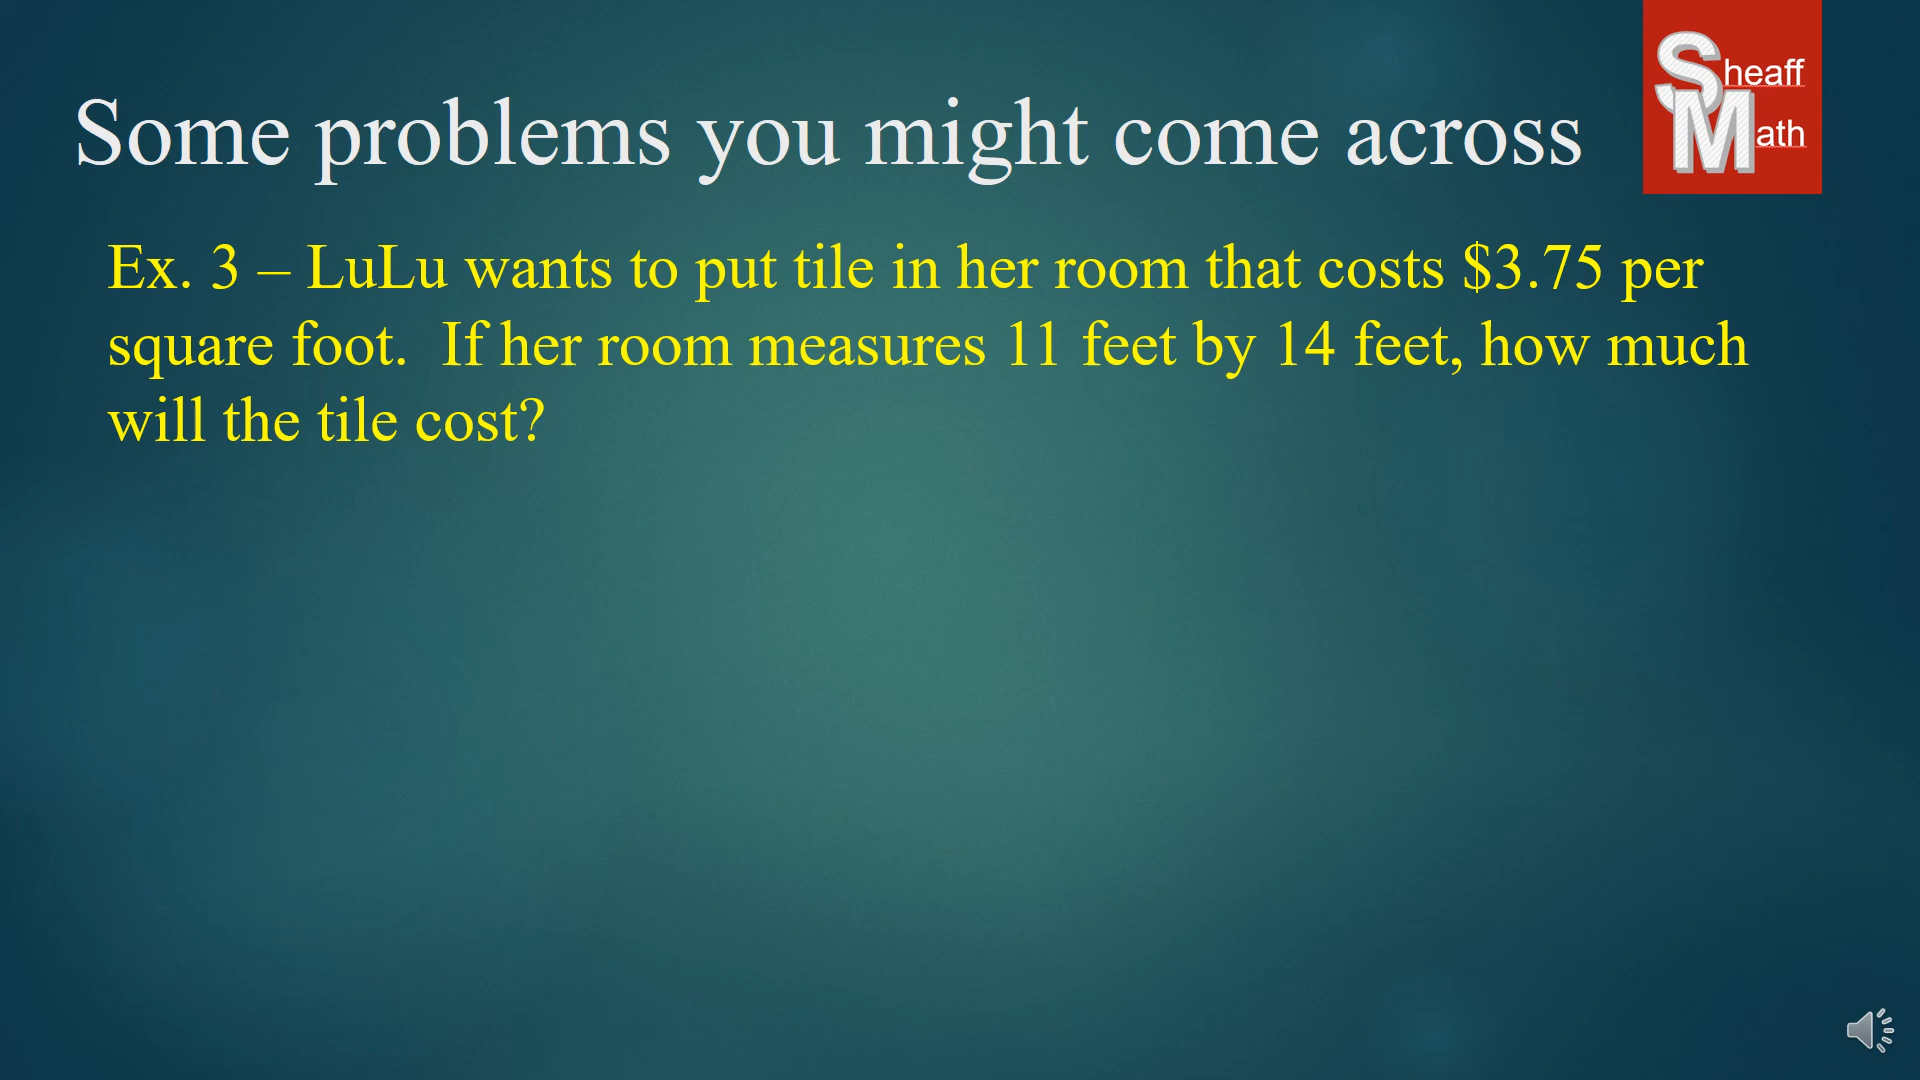 Some problems you might come across
Sheaff
Math
Ex. 3 – LuLu wants to put tile in her room that costs $3.75 per
square foot.  If her room measures 11 feet by 14 feet, how much
will the tile cost?